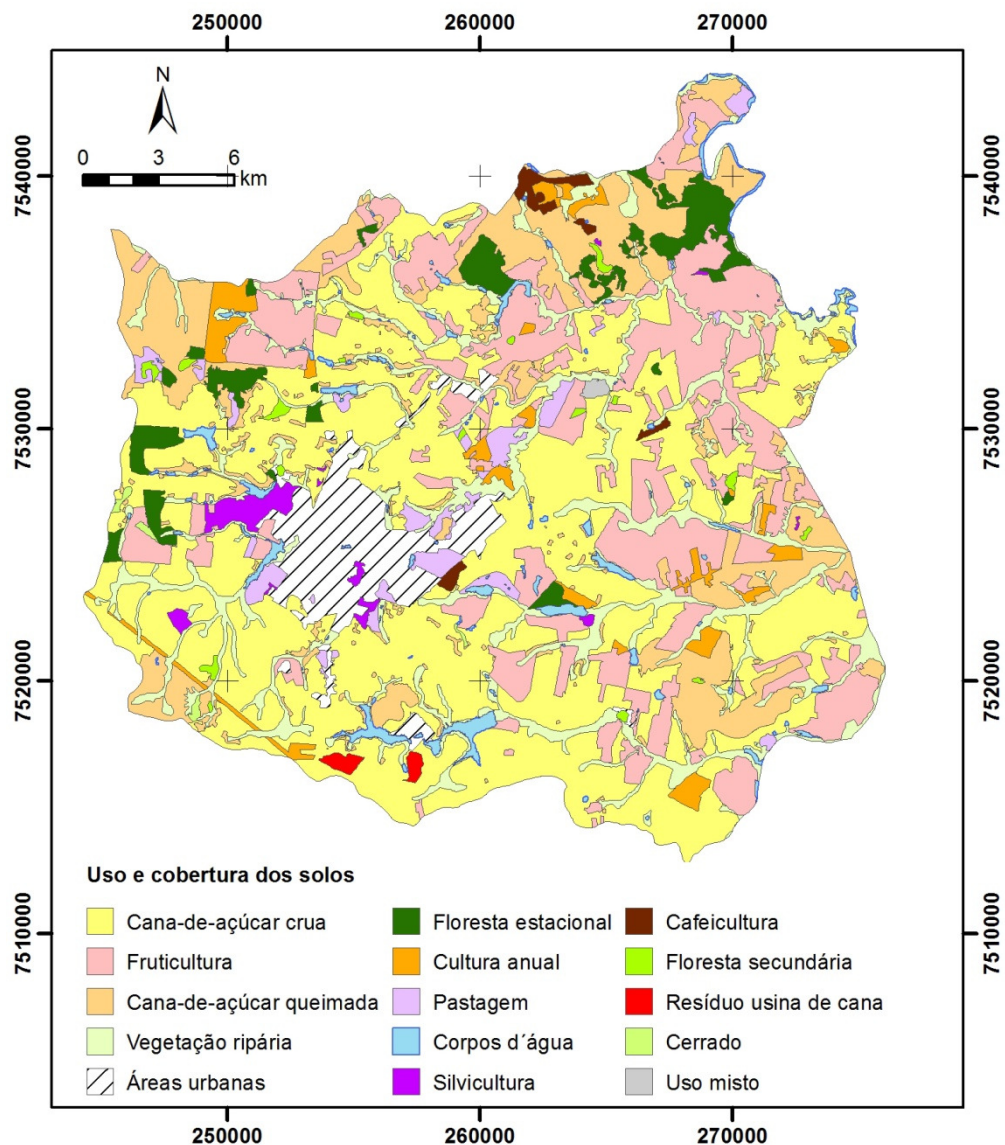 250000 260000 270000
N
0 3 6
km
7540000 7540000
7530000 7530000
7520000 7520000
7510000 7510000
Uso e cobertura dos solos
Cana-de-açúcar crua Floresta estacional Cafeicultura
Fruticultura Cultura anual Floresta secundária
Cana-de-açúcar queimada Pastagem Resíduo usina de cana
Vegetação ripária Corpos d´água Cerrado
Áreas urbanas Silvicultura Uso misto
250000 260000 270000